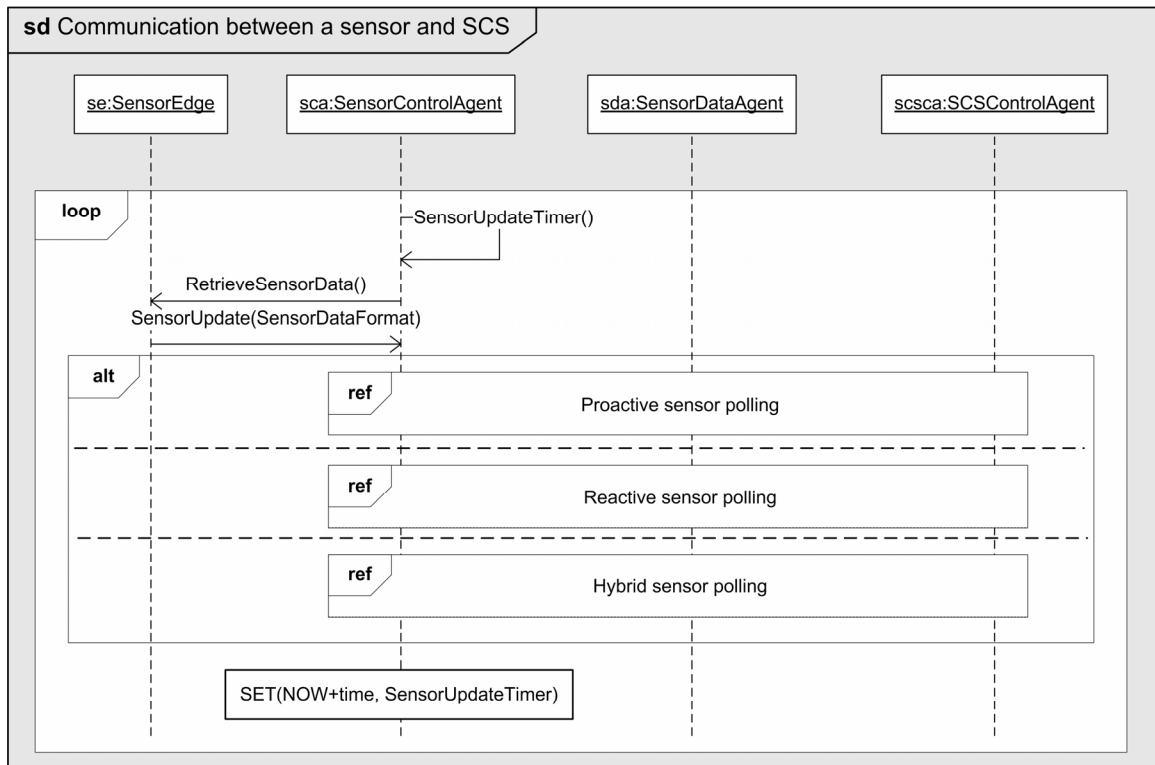 sd Communication between a sensor and SCS
se:SensorEdge
sca:SensorControlAgent
sda:SensorDataAgent
scsca:SCSControlAgent
loop
SensorUpdateTimer()
RetrieveSensorData()
SensorUpdate(SensorDataFormat)
alt
ref
Proactive sensor polling
ref
Reactive sensor polling
ref
Hybrid sensor polling
SET(NOW+time, SensorUpdateTimer)